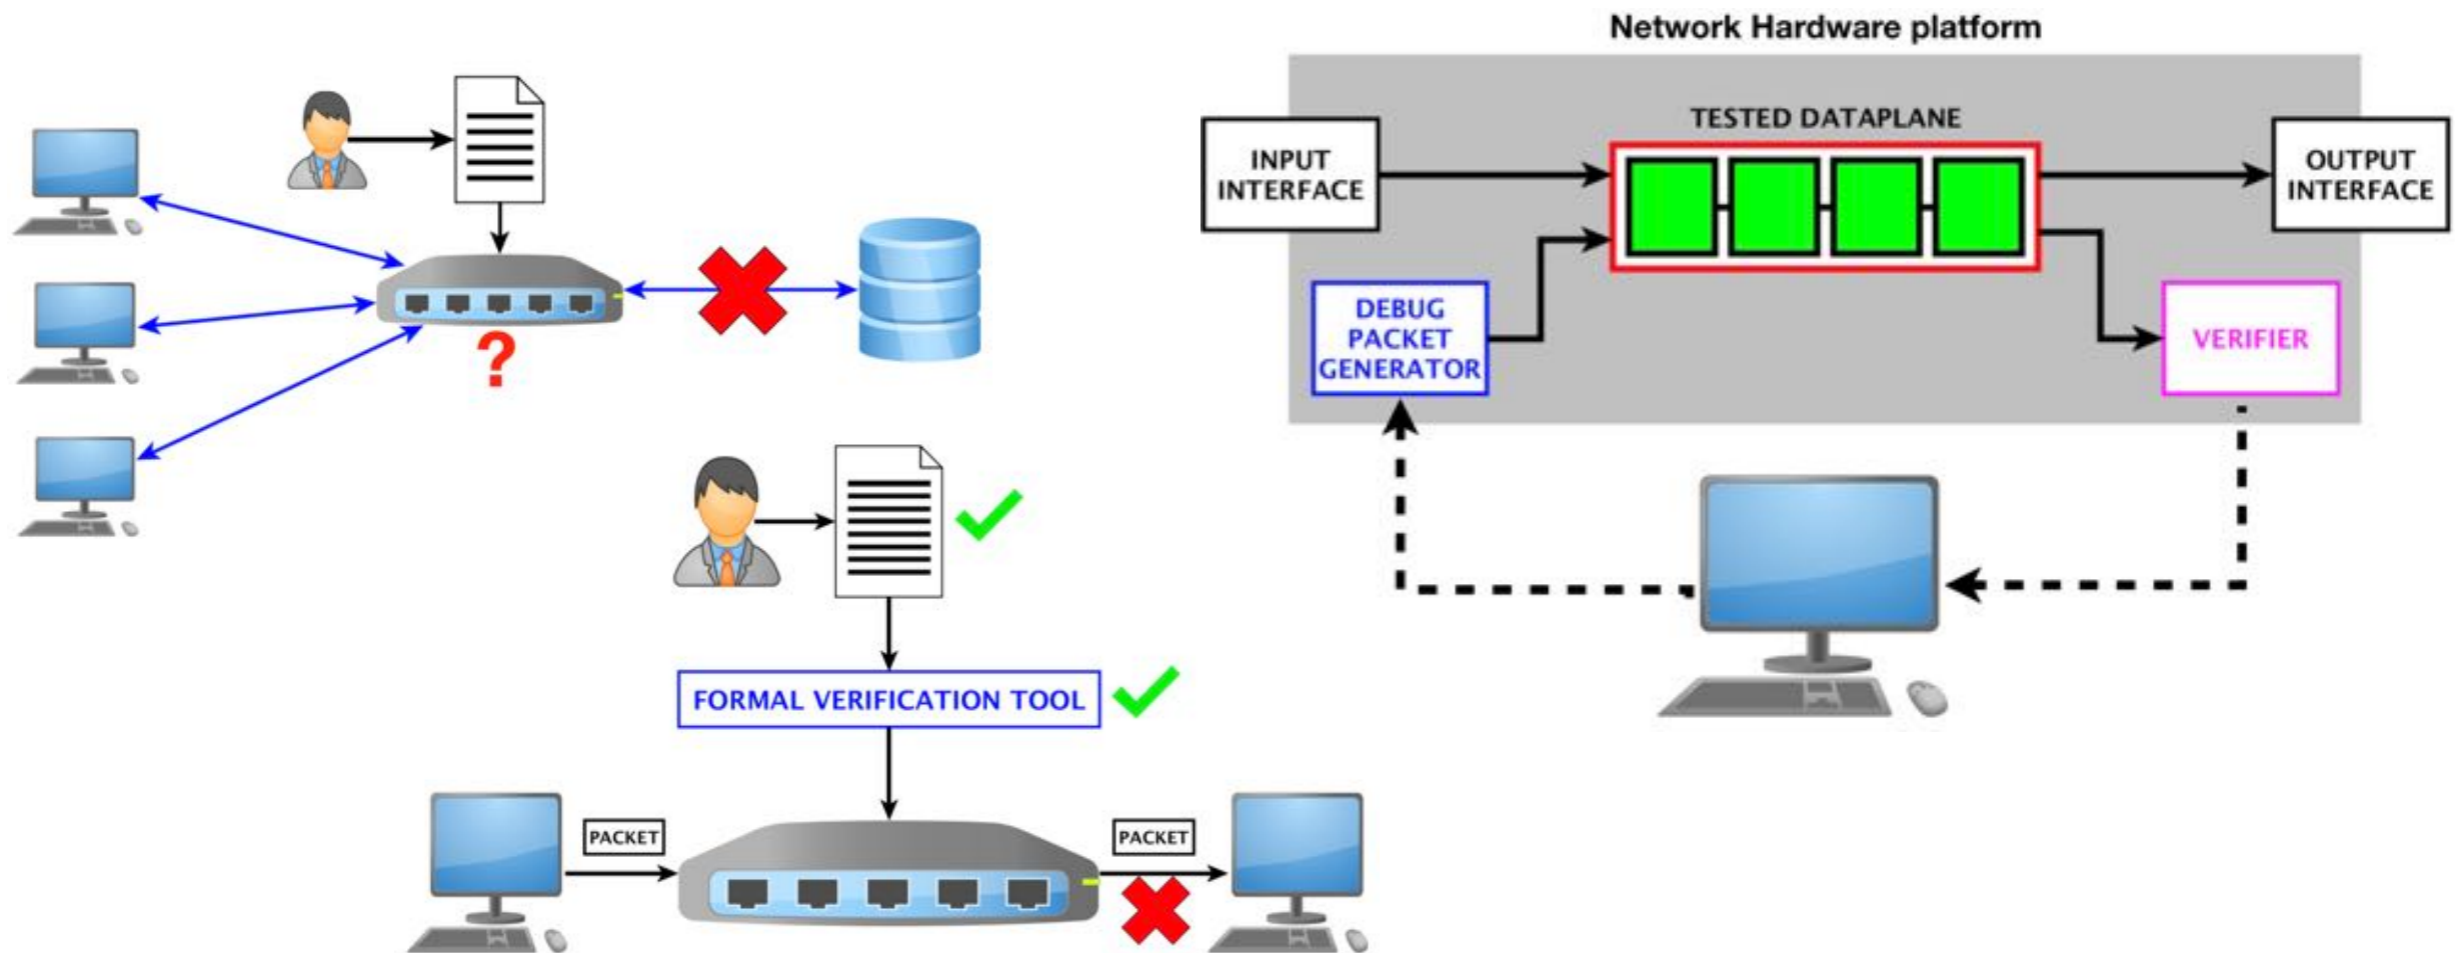 Network Hardware platform
TESTED DATAPLANE
INPUT
INTERFACE
OUTPUT
INTERFACE
DEBUG
PACKET
GENERATOR
VERIFIER
?
FORMAL VERIFICATION TOOL
PACKET
PACKET